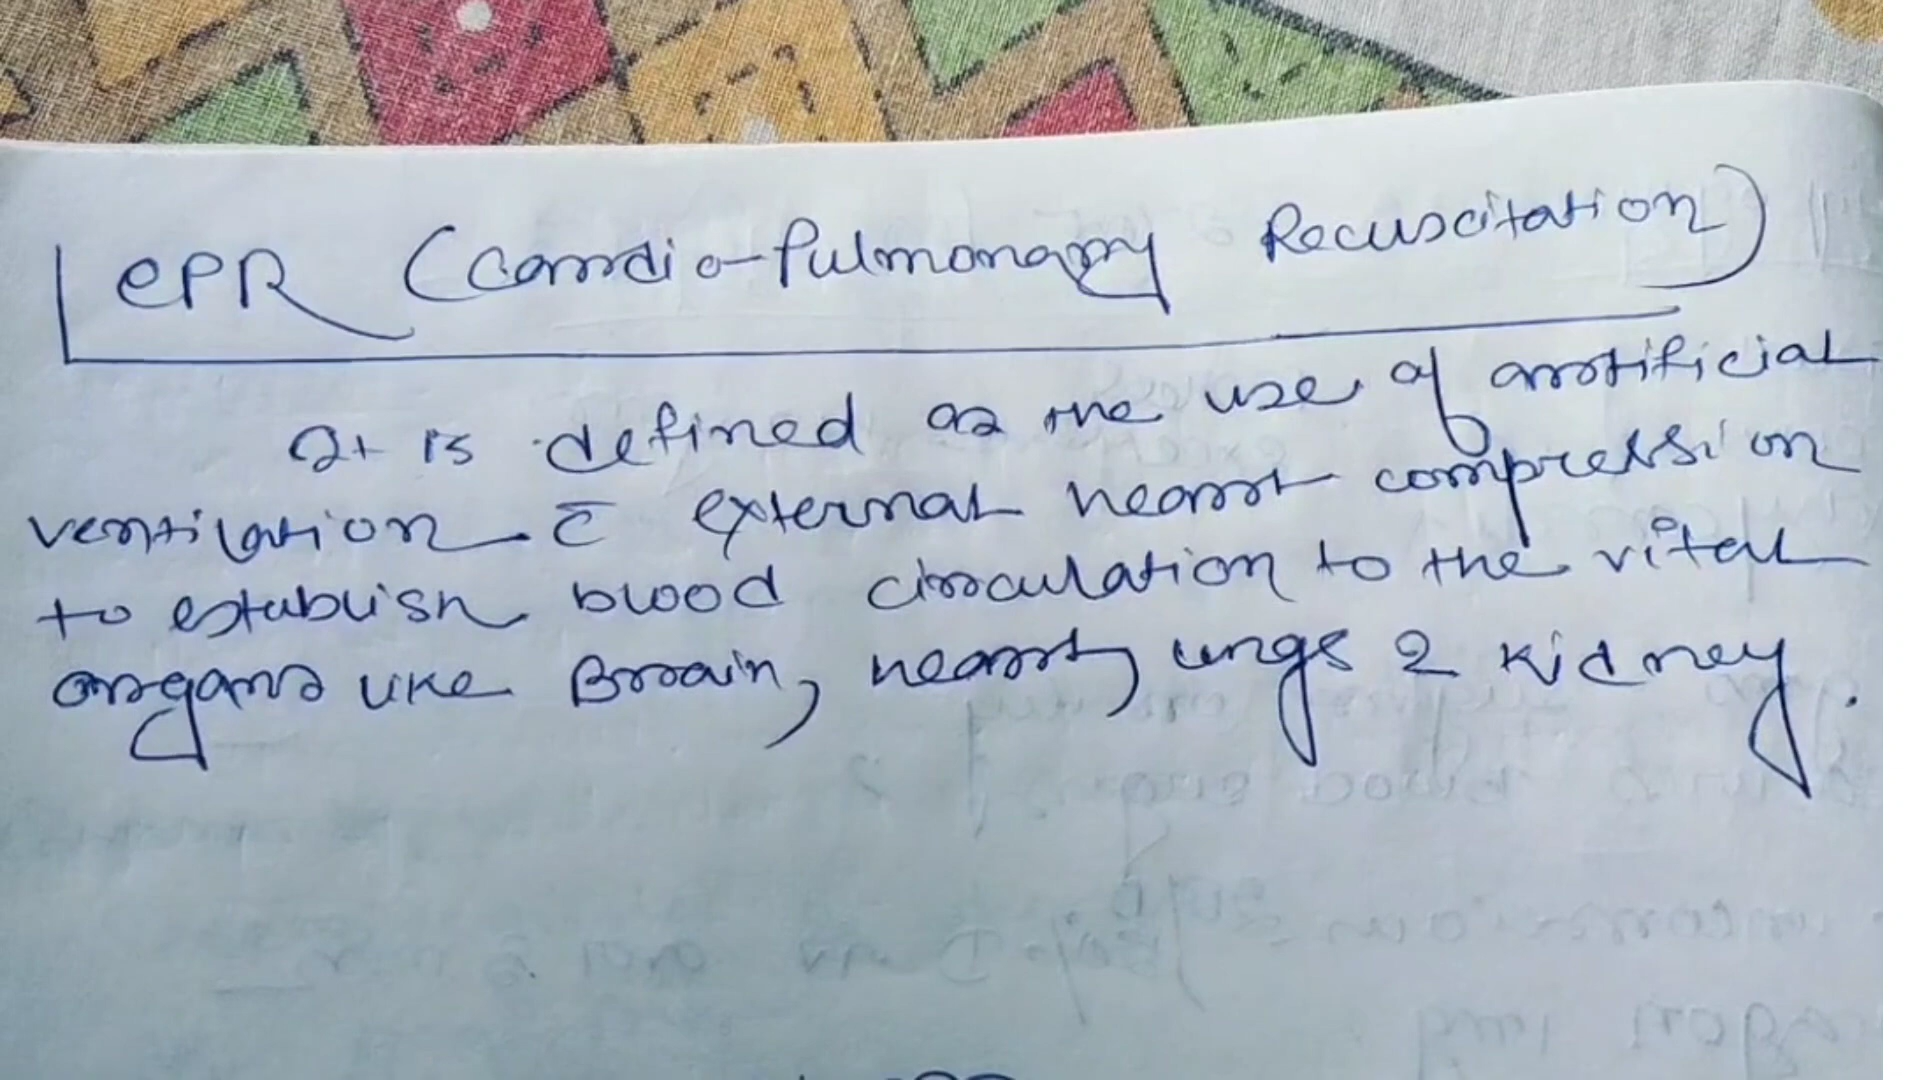 CPR (Cardio-Pulmonary Recuscitation)
It is defined as the use of artificial
ventilation c̄ external heart compression
to establish blood circulation to the vital
organs like Brain, heart, lungs & kidney.